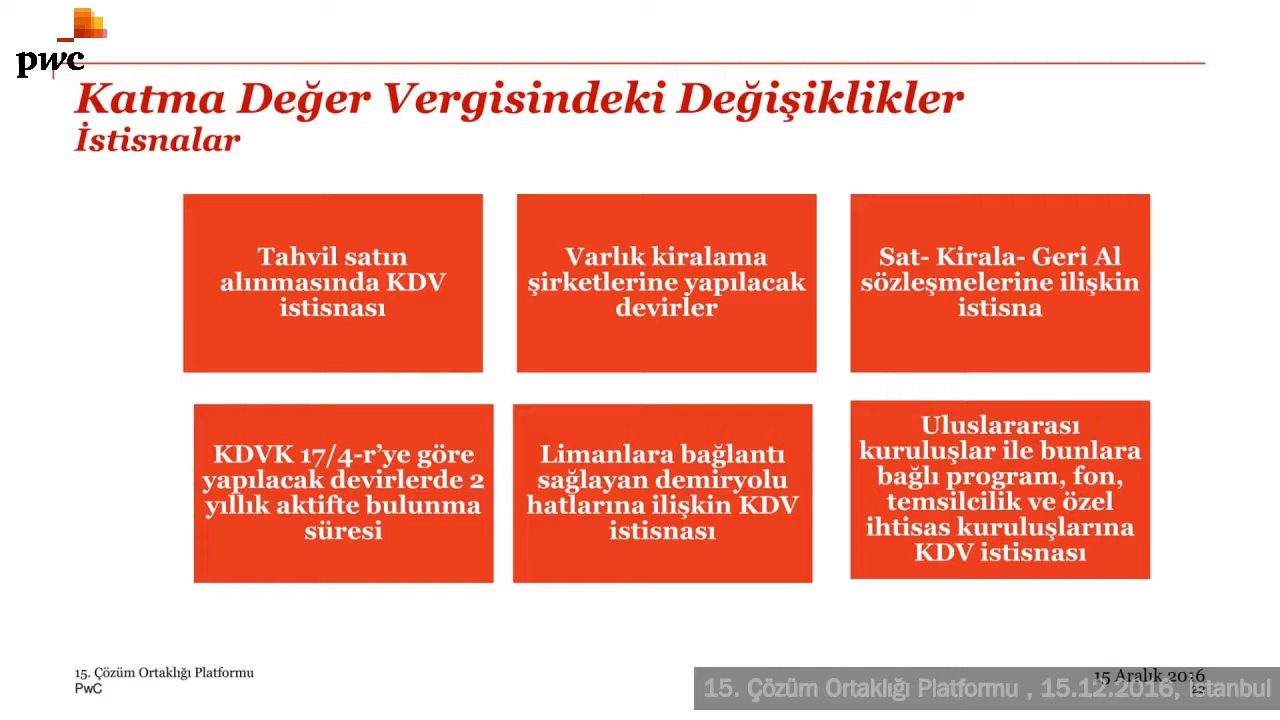 pwc
Katma Değer Vergisindeki Değişiklikler
İstisnalar
Tahvil satın
alınmasında KDV
istisnası
Varlık kiralama
şirketlerine yapılacak
devirler
Sat- Kirala- Geri Al
sözleşmelerine ilişkin
istisna
KDVK 17/4-r’ye göre
yapılacak devirlerde 2
yıllık aktifte bulunma
süresi
Limanlara bağlantı
sağlayan demiryolu
hatlarına ilişkin KDV
istisnası
Uluslararası
kuruluşlar ile bunlara
bağlı program, fon,
temsilcilik ve özel
ihtisas kuruluşlarına
KDV istisnası
15. Çözüm Ortaklığı Platformu
PwC
15 Aralık 2016
15. Çözüm Ortaklığı Platformu , 15.12.2016, İstanbul